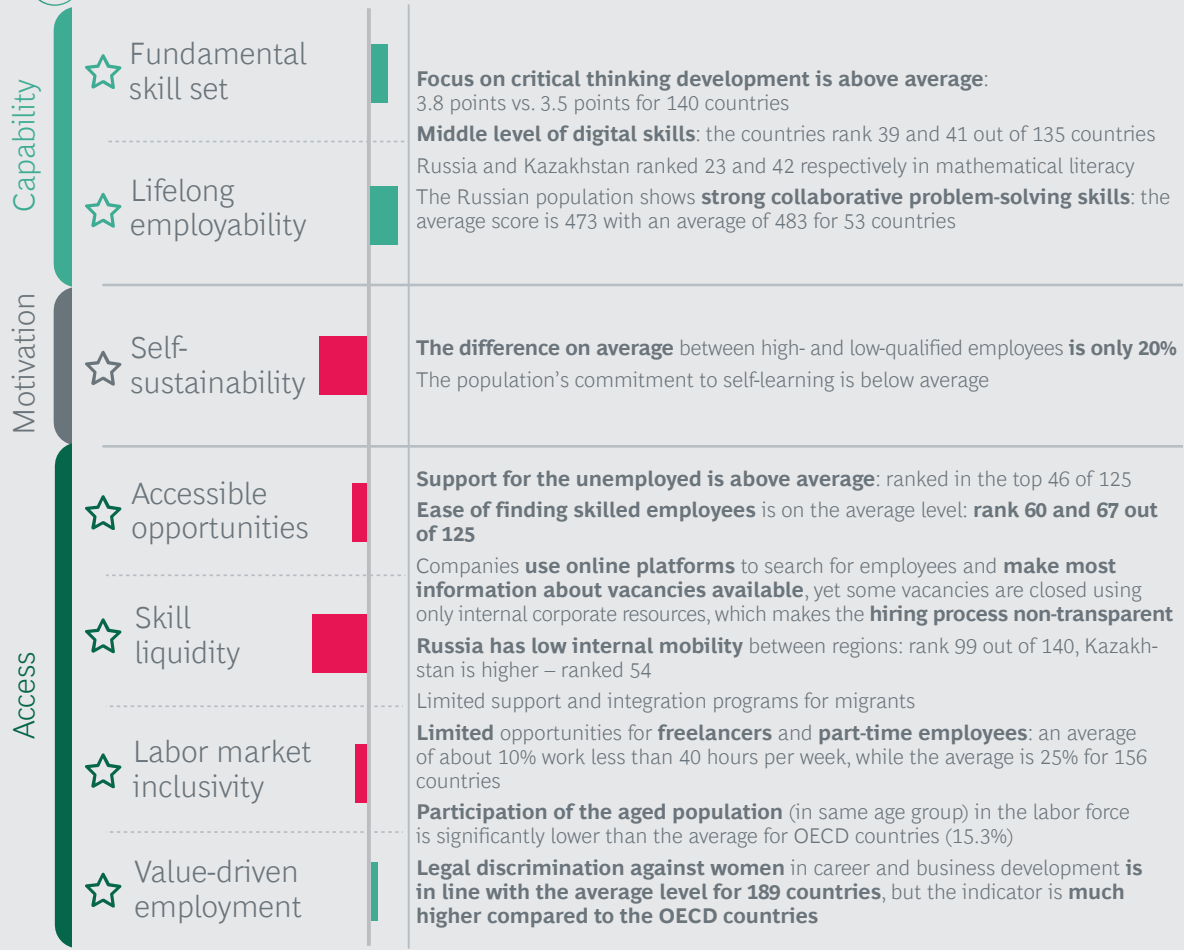 Capability
Fundamental
skill set
Focus on critical thinking development is above average:
3.8 points vs. 3.5 points for 140 countries
Middle level of digital skills: the countries rank 39 and 41 out of 135 countries
Russia and Kazakhstan ranked 23 and 42 respectively in mathematical literacy
Lifelong
employability
The Russian population shows strong collaborative problem-solving skills: the
average score is 473 with an average of 483 for 53 countries
Motivation
Self-
sustainability
The difference on average between high- and low-qualified employees is only 20%
The population's commitment to self-learning is below average
Access
Accessible
opportunities
Support for the unemployed is above average: ranked in the top 46 of 125
Ease of finding skilled employees is on the average level: rank 60 and 67 out
of 125
Companies use online platforms to search for employees and make most
information about vacancies available, yet some vacancies are closed using
only internal corporate resources, which makes the hiring process non-transparent
Skill
liquidity
Russia has low internal mobility between regions: rank 99 out of 140, Kazakh-
stan is higher – ranked 54
Limited support and integration programs for migrants
Labor market
inclusivity
Limited opportunities for freelancers and part-time employees: an average
of about 10% work less than 40 hours per week, while the average is 25% for 156
countries
Participation of the aged population (in same age group) in the labor force
is significantly lower than the average for OECD countries (15.3%)
Value-driven
employment
Legal discrimination against women in career and business development is
in line with the average level for 189 countries, but the indicator is much
higher compared to the OECD countries